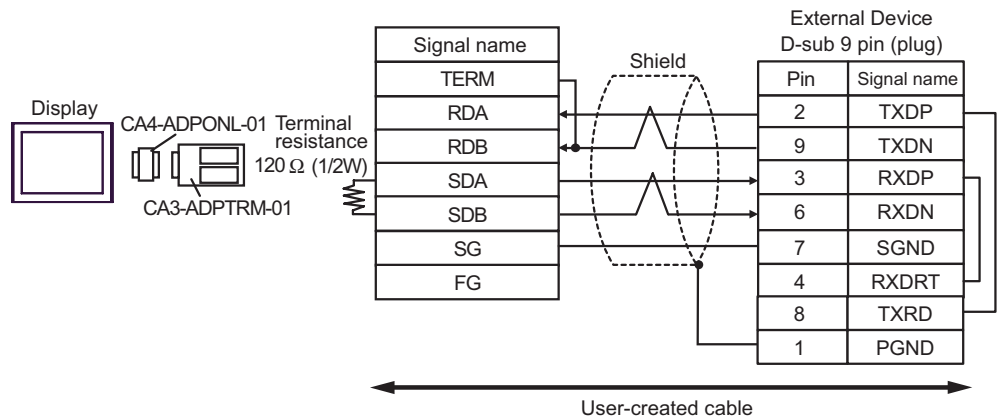 External Device
D-sub 9 pin (plug)
Signal name
Shield
Pin Signal name
TERM
RDA
RDB
SDA
SDB
SG
FG
2 TXDP
9 TXDN
3 RXDP
6 RXDN
7 SGND
4 RXDRT
8 TXRD
1 PGND
Display
CA4-ADPONL-01
Terminal
resistance
120 Ω (1/2W)
CA3-ADPTRM-01
User-created cable